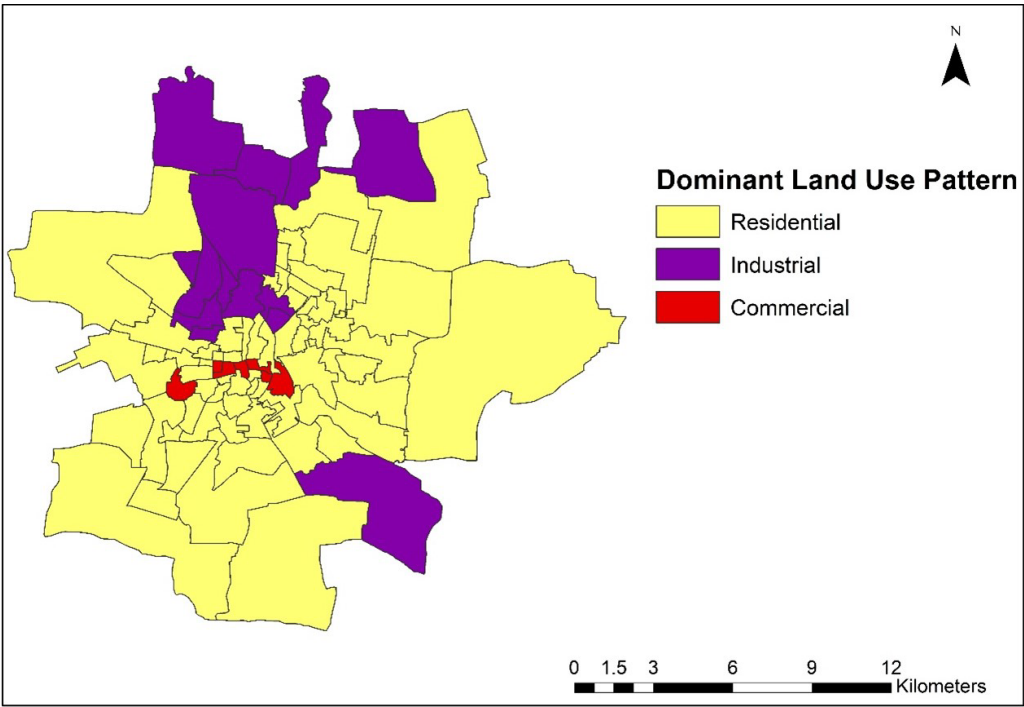 N
Dominant Land Use Pattern
Residential
Industrial
Commercial
0 1.5 3 6 9 12
Kilometers